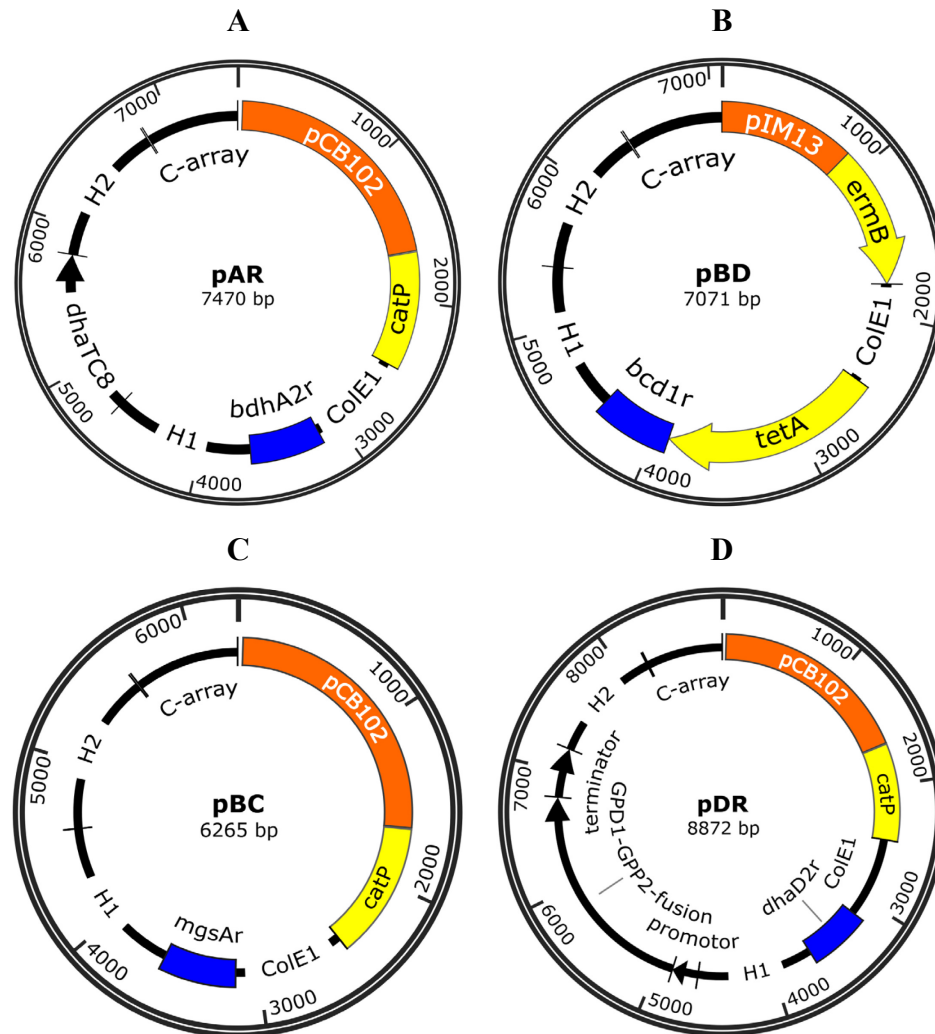 A
pAR
7470 bp
1000
2000
3000
4000
5000
6000
7000
pCB102
catP
ColE1
bdhA2r
H1
dhaTC8
H2
C-array
B
pBD
7071 bp
1000
2000
3000
4000
5000
6000
7000
pIM13
ermB
ColE1
tetA
bcd1r
H1
H2
C-array
C
pBC
6265 bp
1000
2000
3000
4000
5000
6000
pCB102
catP
ColE1
mgsAr
H1
H2
C-array
D
pDR
8872 bp
1000
2000
3000
4000
5000
6000
7000
8000
pCB102
catP
ColE1
dhaD2r
H1
promotor
GPD1-GPP2-fusion
terminator
H2
C-array